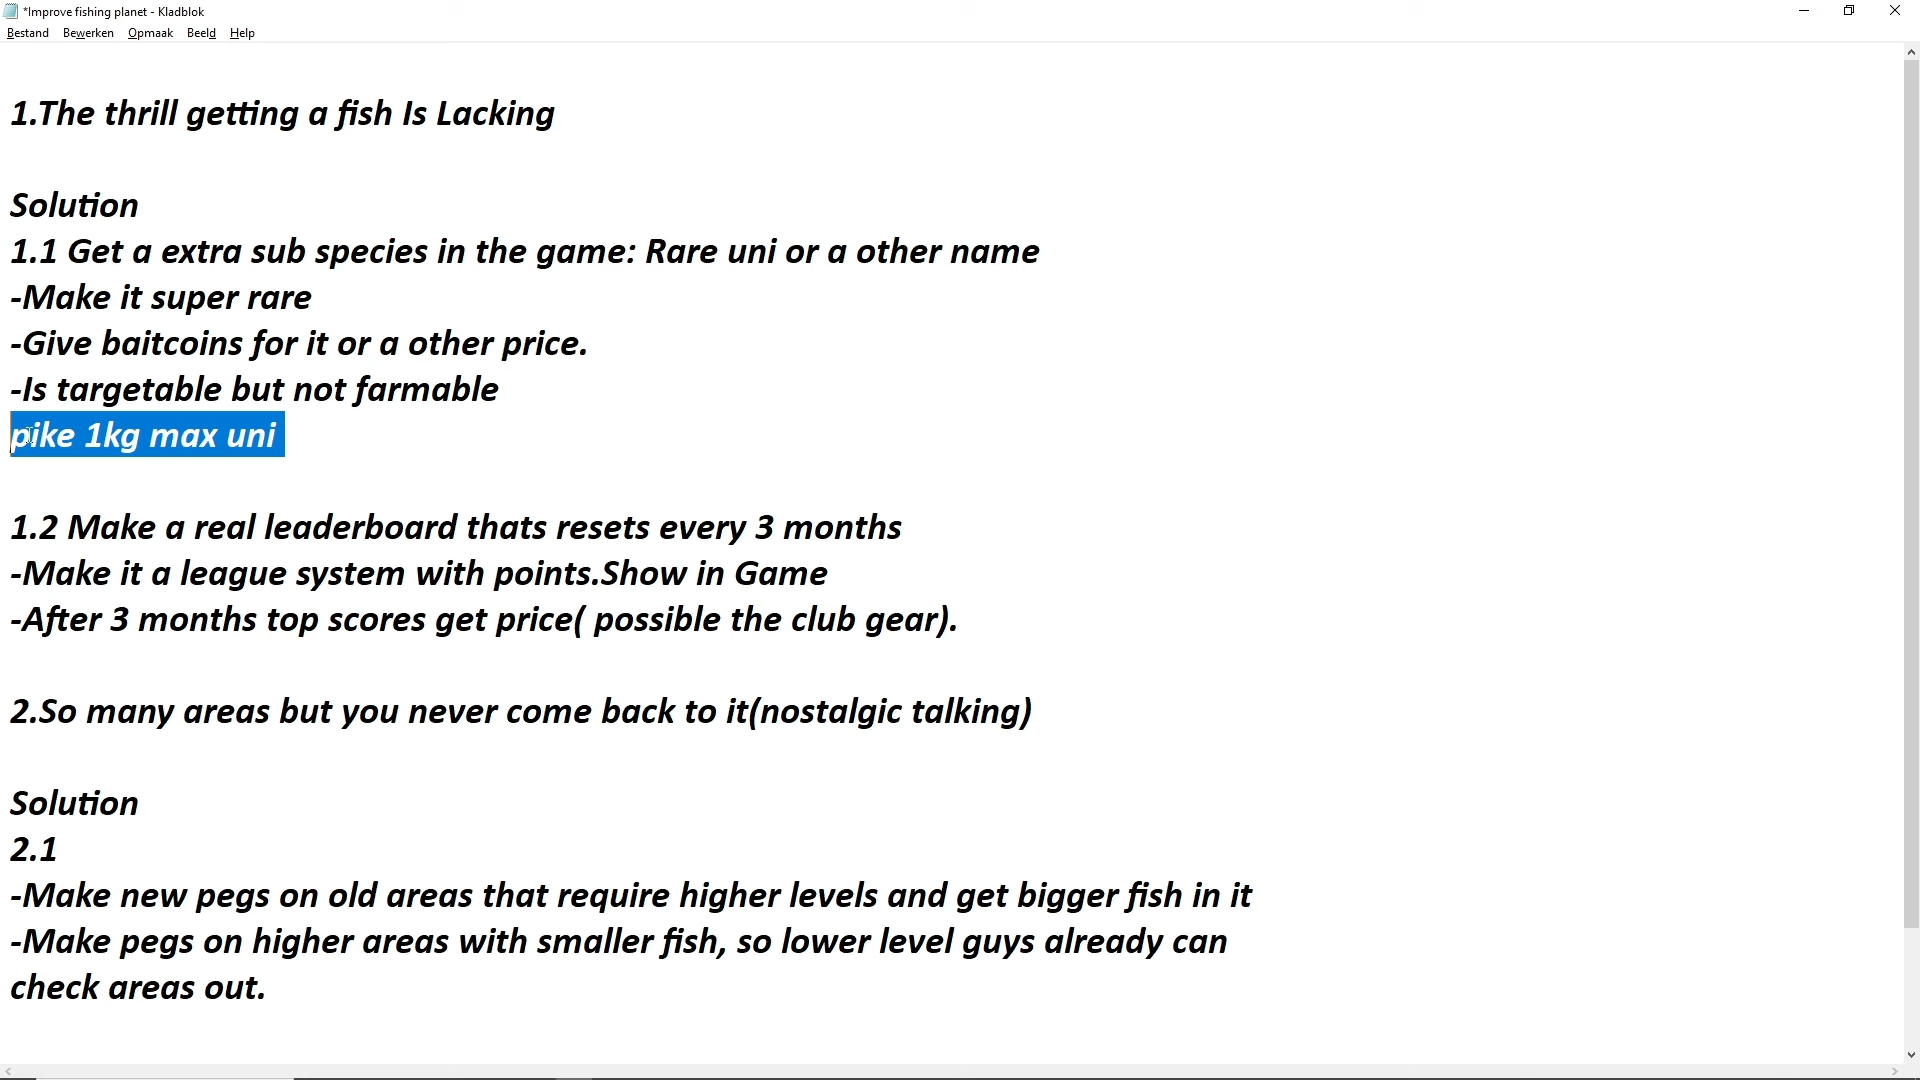 *Improve fishing planet - Kladblok
Bestand Bewerken Opmaak Beeld Help
1.The thrill getting a fish Is Lacking
Solution
1.1 Get a extra sub species in the game: Rare uni or a other name
-Make it super rare
-Give baitcoins for it or a other price.
-Is targetable but not farmable
pike 1kg max uni
1.2 Make a real leaderboard thats resets every 3 months
-Make it a league system with points.Show in Game
-After 3 months top scores get price( possible the club gear).
2.So many areas but you never come back to it(nostalgic talking)
Solution
2.1
-Make new pegs on old areas that require higher levels and get bigger fish in it
-Make pegs on higher areas with smaller fish, so lower level guys already can
check areas out.